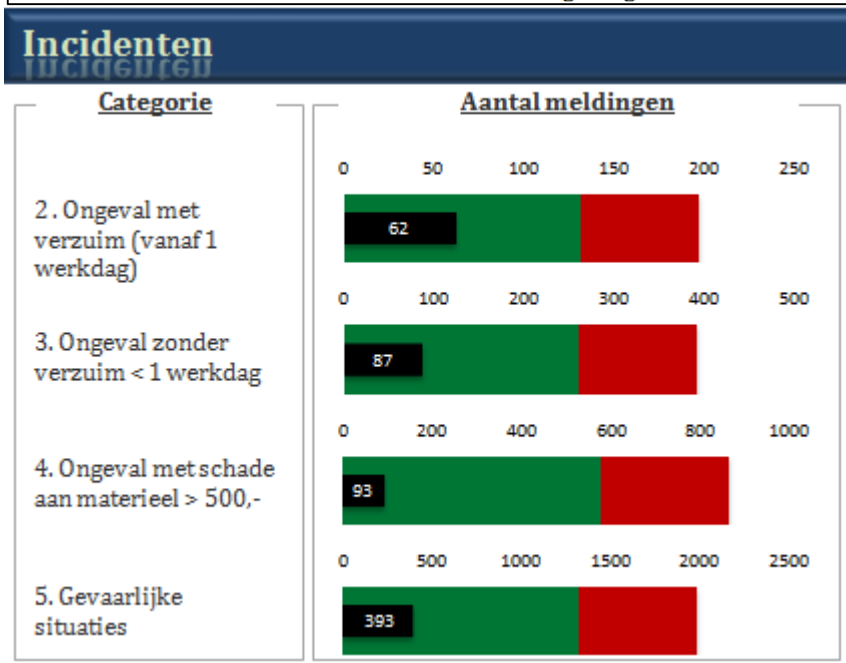 Incidenten
Categorie
Aantal meldingen
0 50 100 150 200 250
2. Ongeval met
verzuim (vanaf 1
werkdag)
62
0 100 200 300 400 500
3. Ongeval zonder
verzuim < 1 werkdag
87
0 200 400 600 800 1000
4. Ongeval met schade
aan materieel > 500,-
93
0 500 1000 1500 2000 2500
5. Gevaarlijke
situaties
393